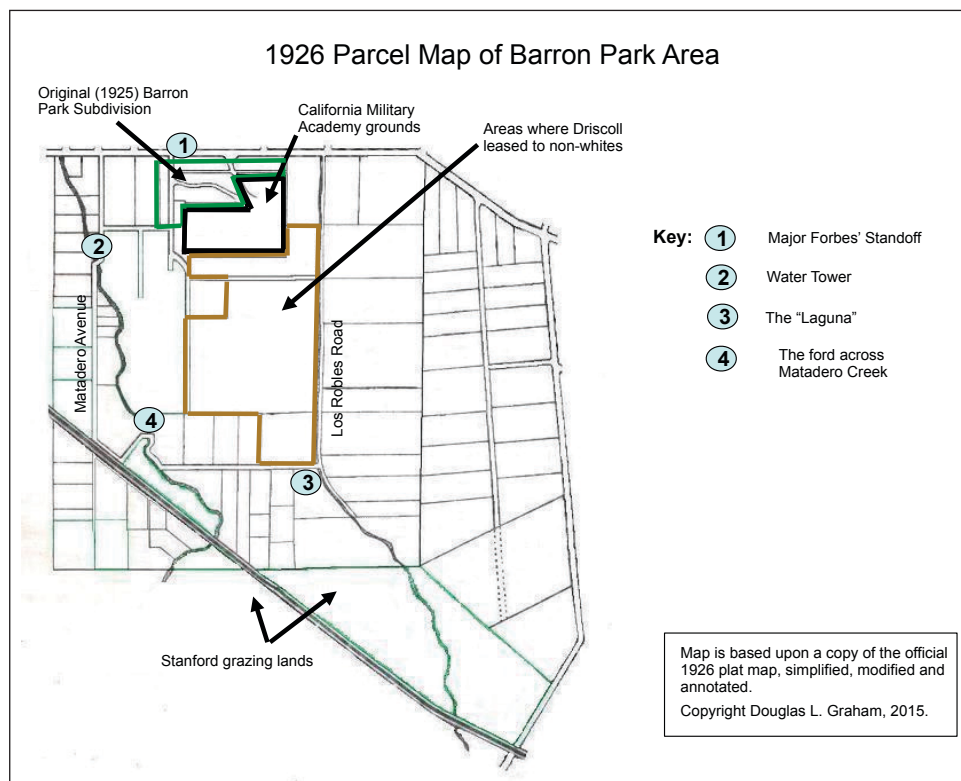 1926 Parcel Map of Barron Park Area
Original (1925) Barron
Park Subdivision
California Military
Academy grounds
Areas where Driscoll
leased to non-whites
1
2
3
4
Matadero Avenue
Los Robles Road
Stanford grazing lands
Key:
1 Major Forbes' Standoff
2 Water Tower
3 The “Laguna”
4 The ford across
Matadero Creek
Map is based upon a copy of the official
1926 plat map, simplified, modified and
annotated.
Copyright Douglas L. Graham, 2015.